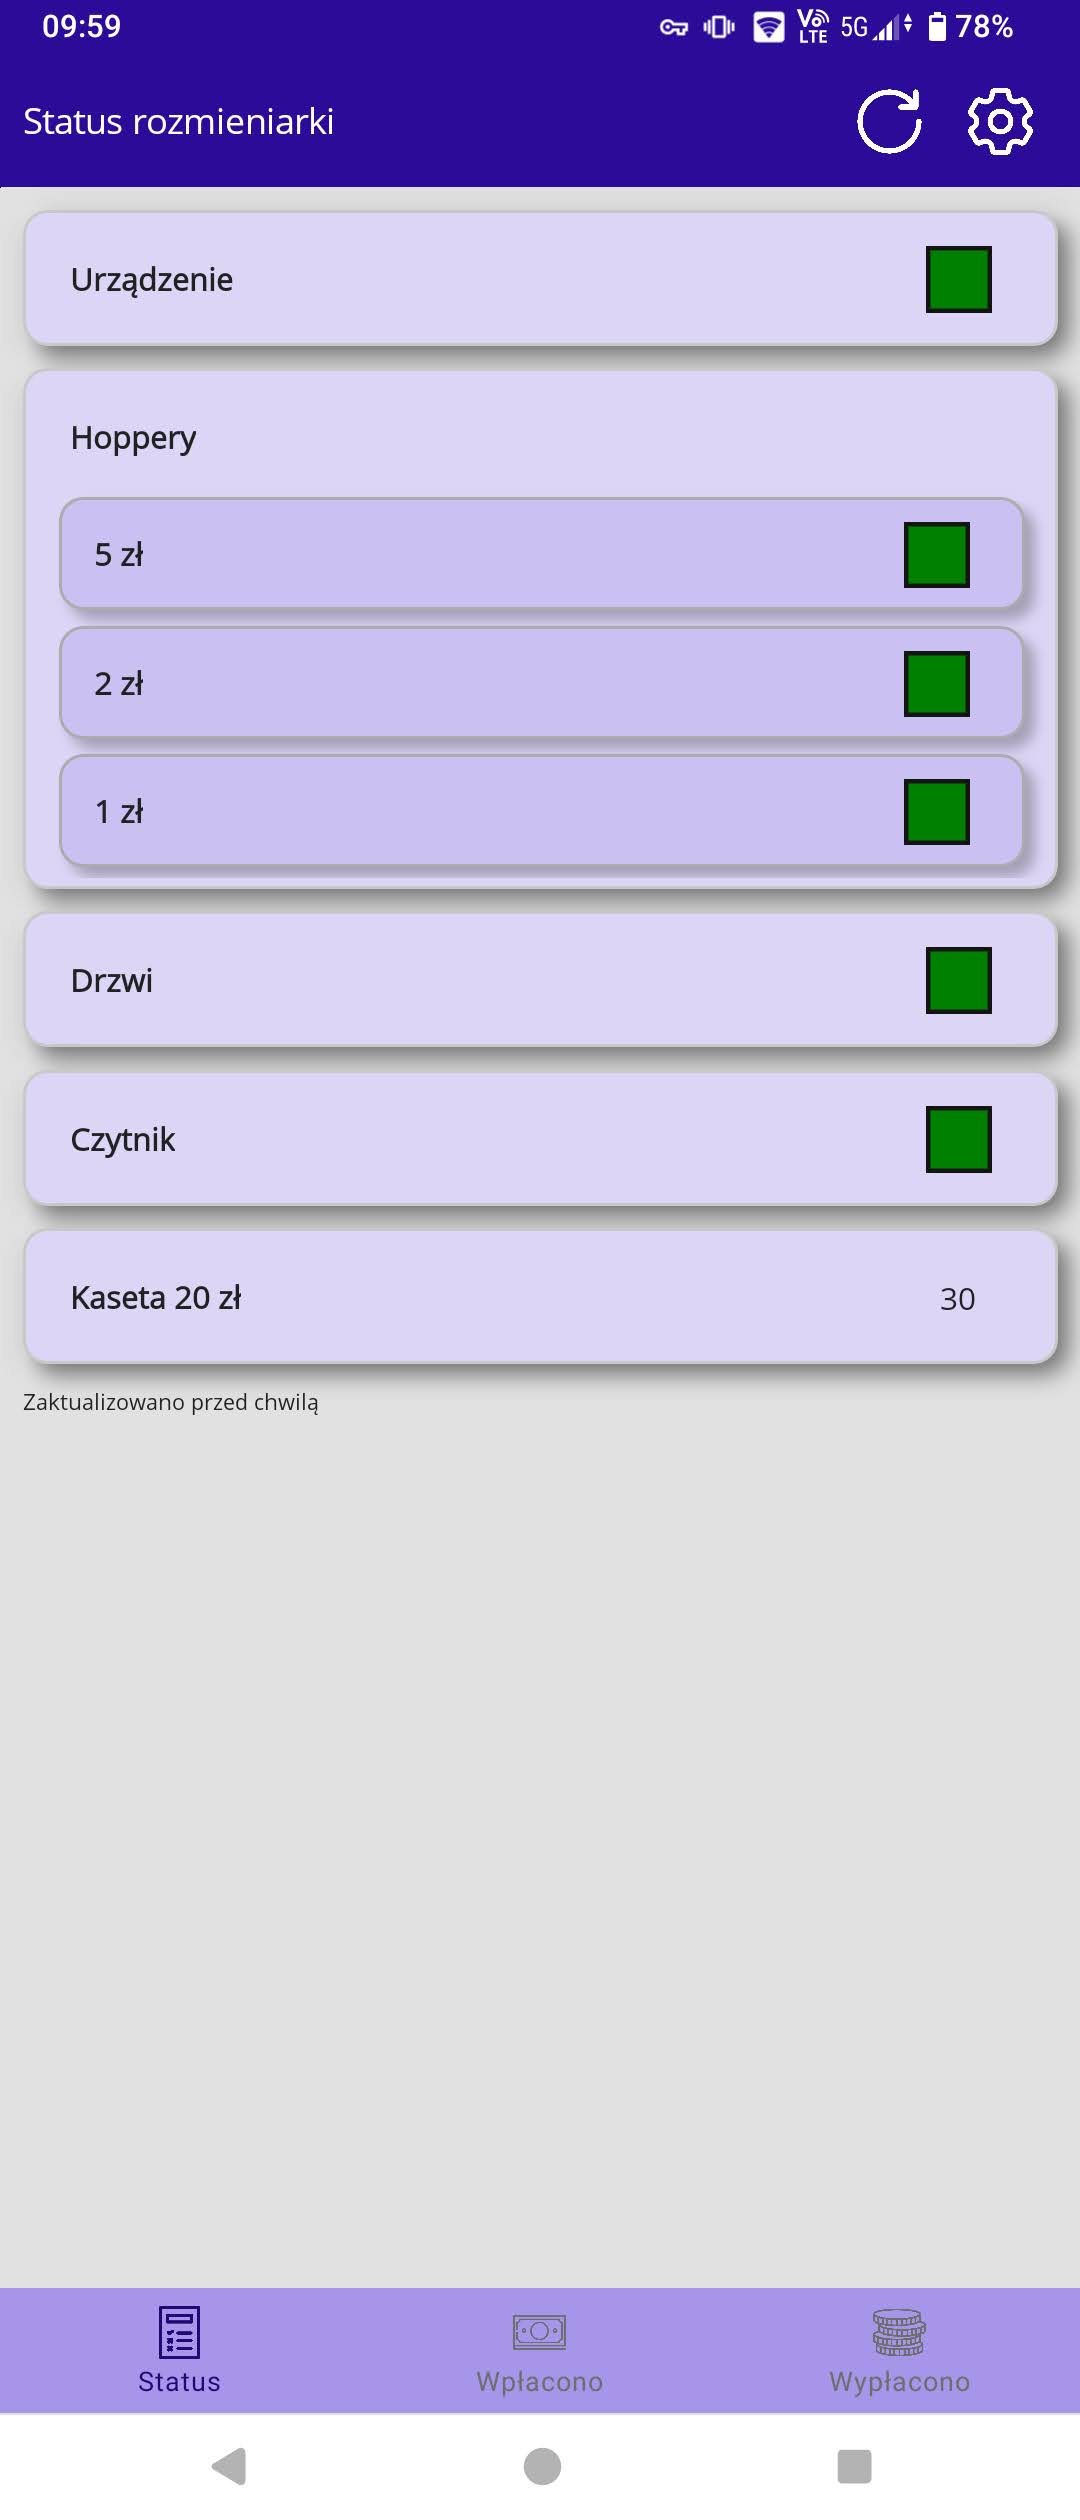 09:59
Vo LTE 5G 78%
Status rozmieniarki
Urządzenie
Hoppery
5 zł
2 zł
1 zł
Drzwi
Czytnik
Kaseta 20 zł 30
Zaktualizowano przed chwilą
Status Wpłacono Wypłacono